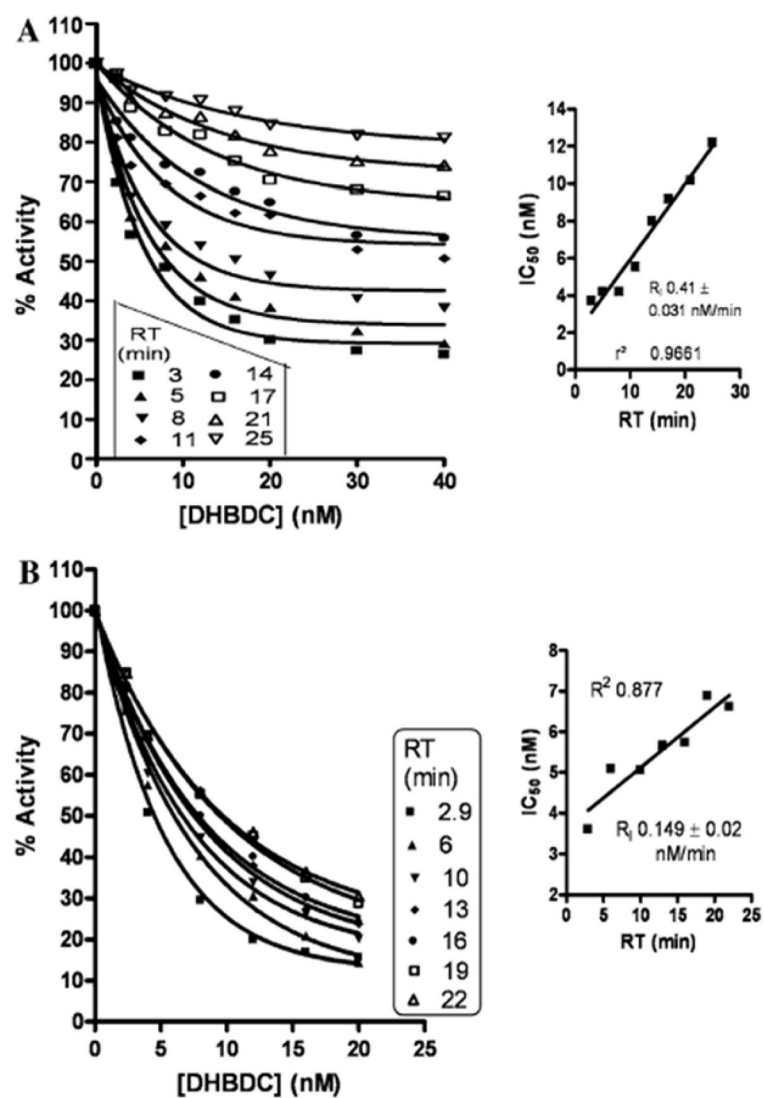 A
110
100
90
80
70
60
50
40
30
20
10
0
% Activity
RT
(min)
3
5
8
11
14
17
21
25
0 10 20 30 40
[DHBDC] (nM)
14
12
10
8
6
4
2
0
IC50 (nM)
RI 0.41 ±
0.031 nM/min
r² 0.9661
0 10 20 30
RT (min)
B
110
100
90
80
70
60
50
40
30
20
10
0
% Activity
RT
(min)
2.9
6
10
13
16
19
22
0 5 10 15 20 25
[DHBDC] (nM)
8
7
6
5
4
3
2
IC50 (nM)
R² 0.877
RI 0.149 ± 0.02
nM/min
0 5 10 15 20 25
RT (min)